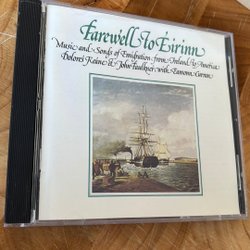 Farewell to Eirinn
Music and Songs of Emigration from Ireland to America
Dolores Keane & John Faulkner with Eamonn Curran